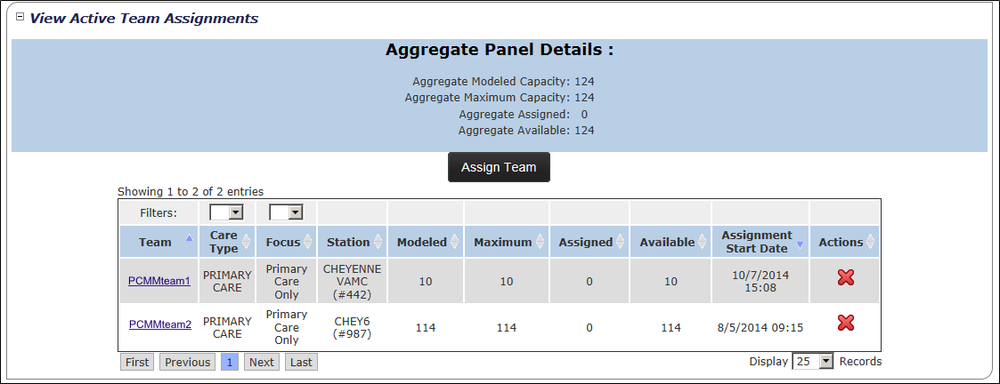 View Active Team Assignments
Aggregate Panel Details :
Aggregate Modeled Capacity: 124
Aggregate Maximum Capacity: 124
Aggregate Assigned: 0
Aggregate Available: 124
Assign Team
Showing 1 to 2 of 2 entries
Filters:
Team Care Type Focus Station Modeled Maximum Assigned Available Assignment Start Date Actions
PCMMteam1 PRIMARY CARE Primary Care Only CHEYENNE VAMC (#442) 10 10 0 10 10/7/2014 15:08
PCMMteam2 PRIMARY CARE Primary Care Only CHEY6 (#987) 114 114 0 114 8/5/2014 09:15
First Previous 1 Next Last Display 25 Records